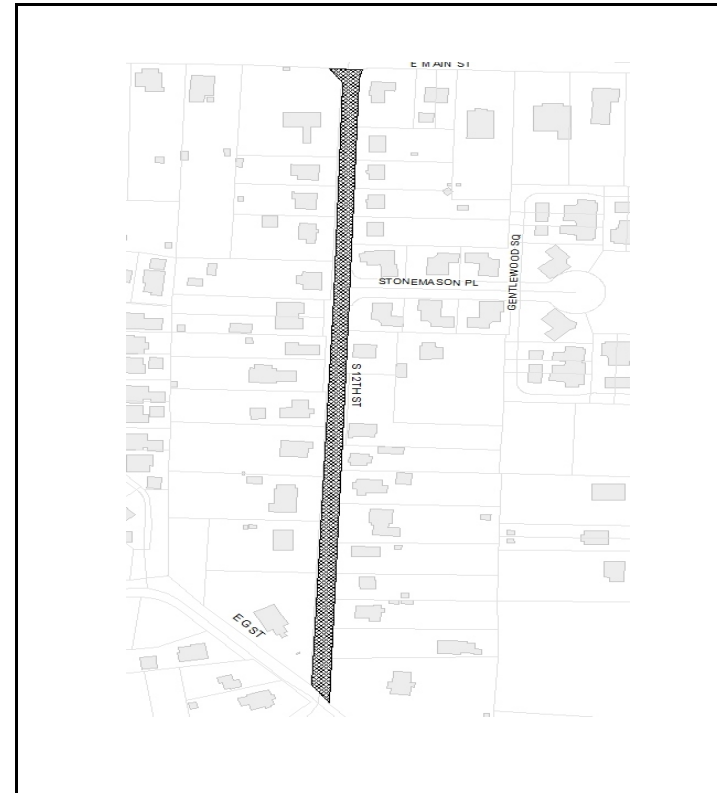 E MAIN ST
GENTLEWOOD SQ
STONEMASON PL
S 12TH ST
E G ST